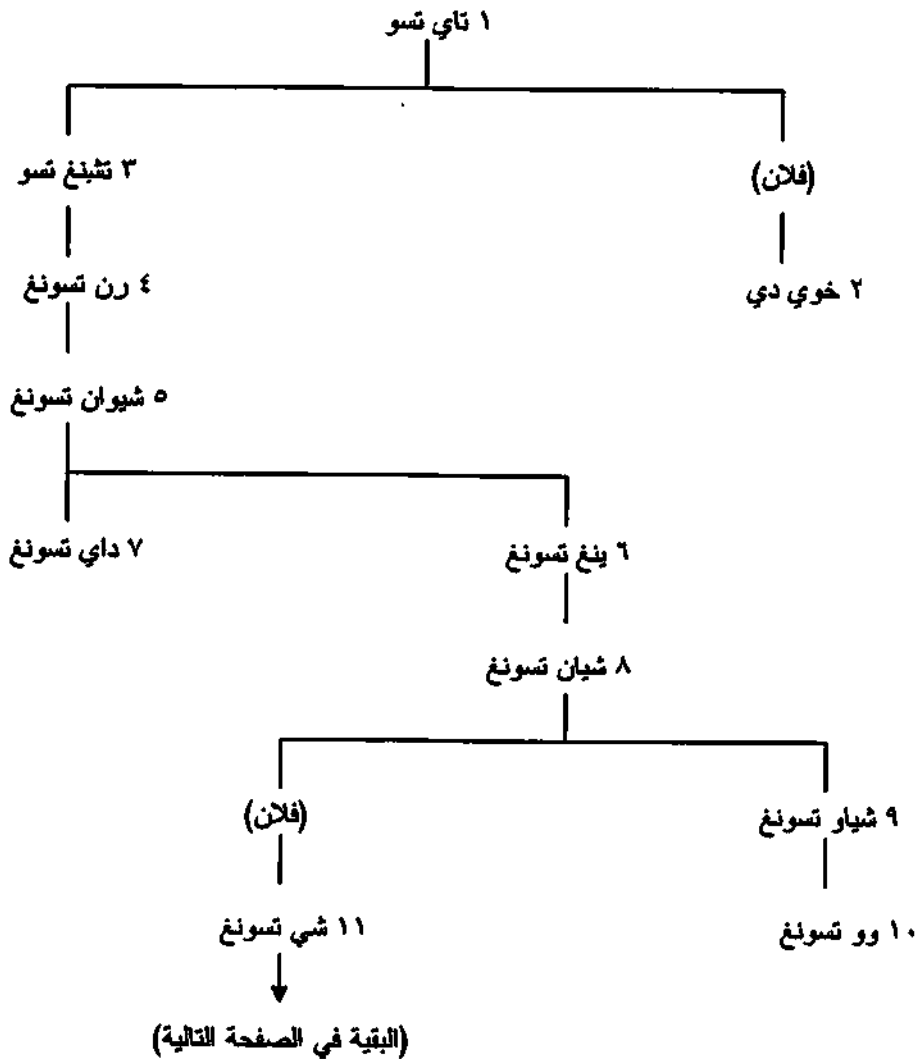 ١ تاي تسو
(فلان)
٣ تشينغ تسو
٢ خوي دي
٤ رن تسونغ
٥ شيوان تسونغ
٦ ينغ تسونغ
٧ داي تسونغ
٨ شيان تسونغ
٩ شياو تسونغ
(فلان)
١٠ وو تسونغ
١١ شي تسونغ
(البقية في الصفحة التالية)